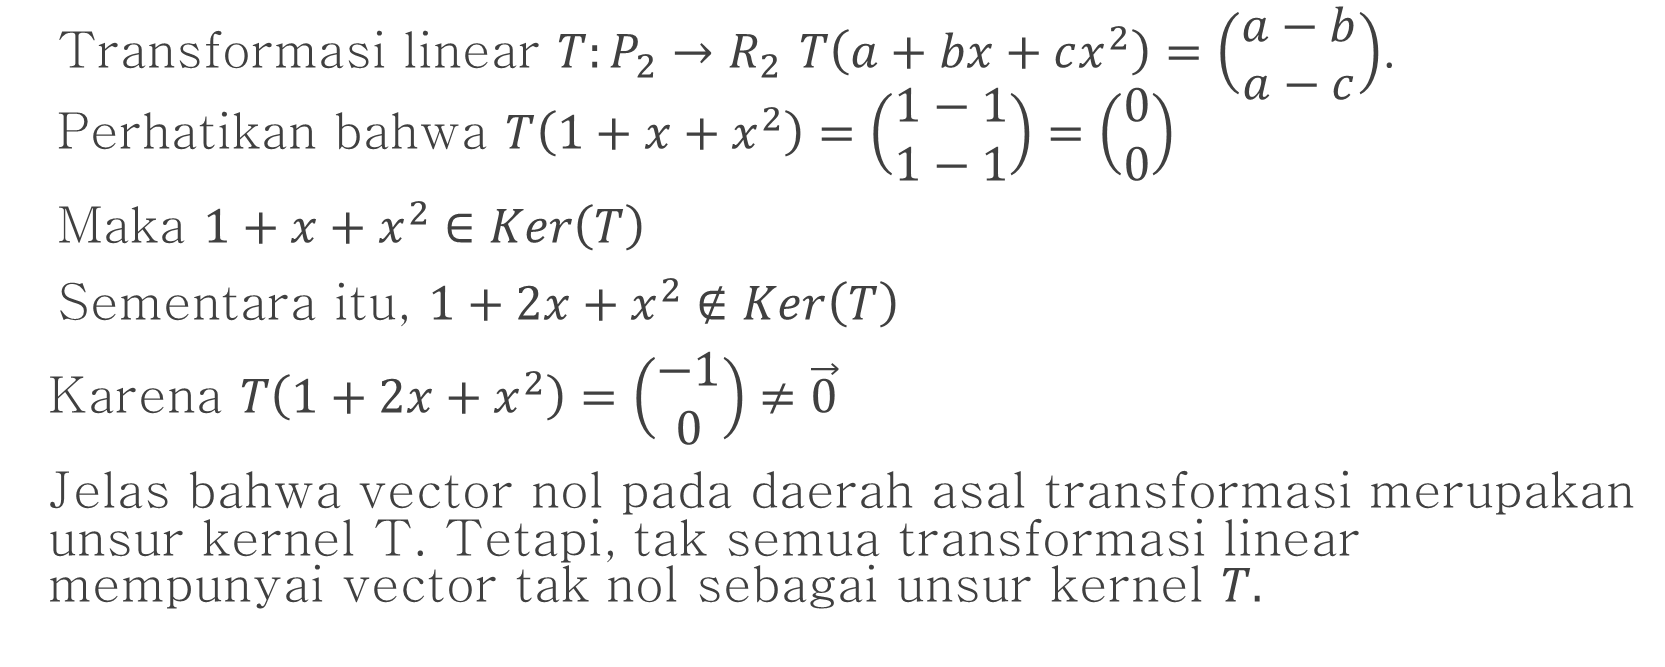 Transformasi linear T: P₂ → R₂ T(a + bx + cx²) = (a − b
a − c).
Perhatikan bahwa T(1 + x + x²) = (1 − 1
1 − 1) = (0
0)
Maka 1 + x + x² ∈ Ker(T)
Sementara itu, 1 + 2x + x² ∉ Ker(T)
Karena T(1 + 2x + x²) = (−1
0) ≠ 0⃗
Jelas bahwa vector nol pada daerah asal transformasi merupakan
unsur kernel T. Tetapi, tak semua transformasi linear
mempunyai vector tak nol sebagai unsur kernel T.